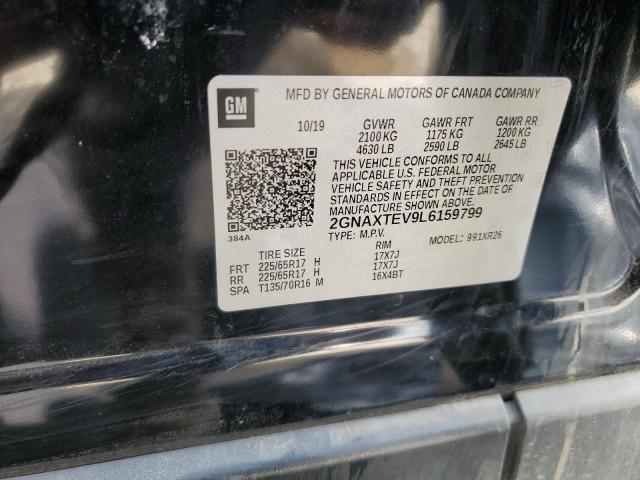 GM
MFD BY GENERAL MOTORS OF CANADA COMPANY
10/19 GVWR GAWR FRT GAWR RR
2100 KG 1175 KG 1200 KG
4630 LB 2590 LB 2645 LB
THIS VEHICLE CONFORMS TO ALL
APPLICABLE U.S. FEDERAL MOTOR
VEHICLE SAFETY AND THEFT PREVENTION
STANDARDS IN EFFECT ON THE DATE OF
MANUFACTURE SHOWN ABOVE.
2GNAXTEV9L6159799
384A
TYPE: M.P.V. MODEL: 991XR26
TIRE SIZE RIM
FRT 225/65R17 H 17X7J
RR 225/65R17 H 17X7J
SPA T135/70R16 M 16X4BT